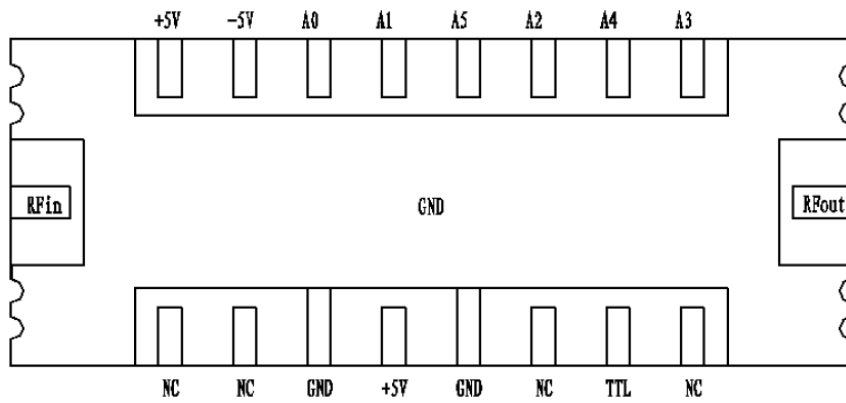 +5V -5V A0 A1 A5 A2 A4 A3
RFin GND RFout
NC NC GND +5V GND NC TTL NC